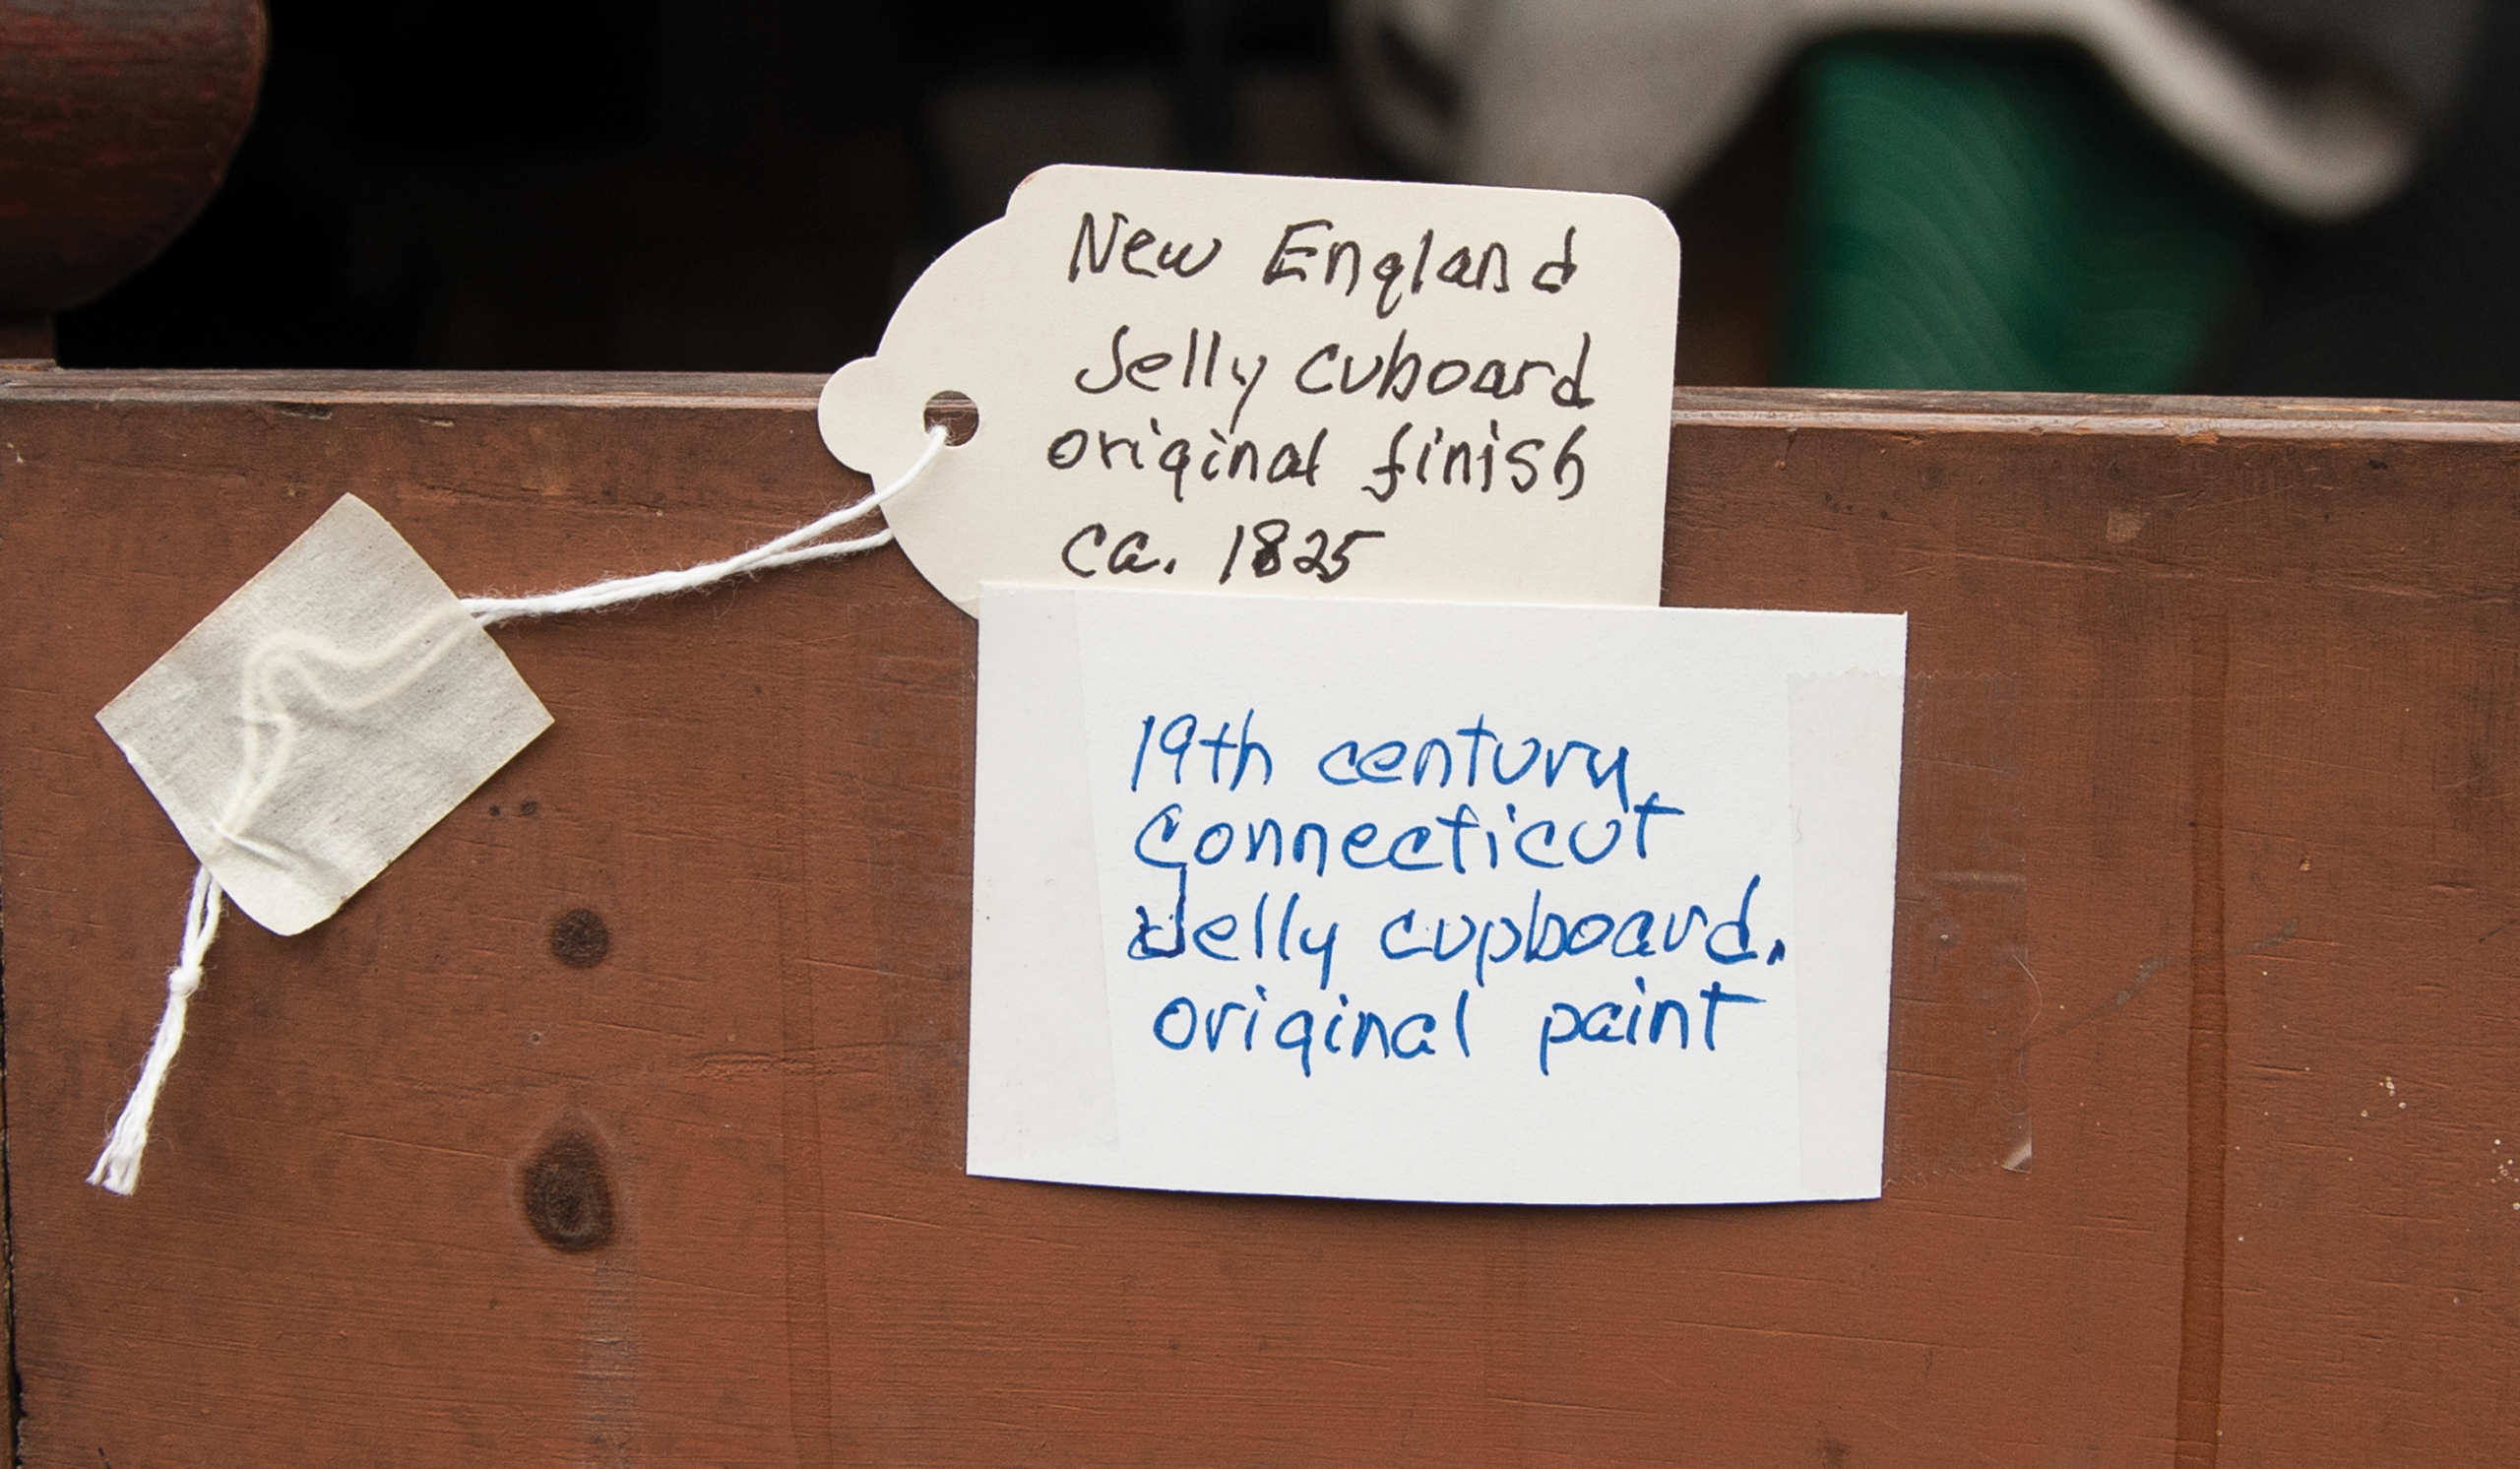 New England
Jelly cuboard
original finish
ca. 1825
19th century
Connecticut
Jelly cupboard.
original paint